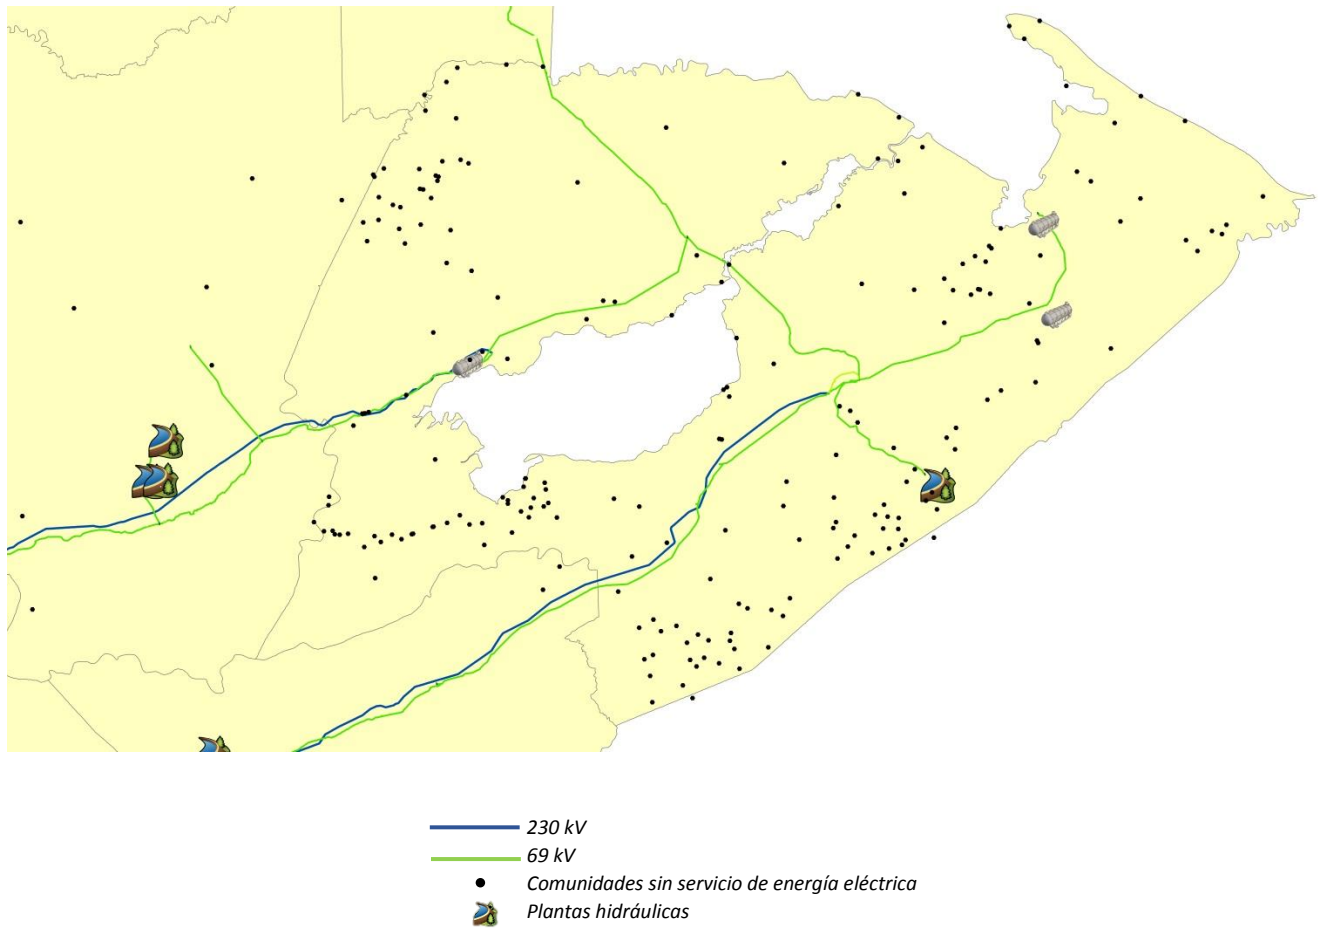 230 kV
69 kV
Comunidades sin servicio de energía eléctrica
Plantas hidráulicas